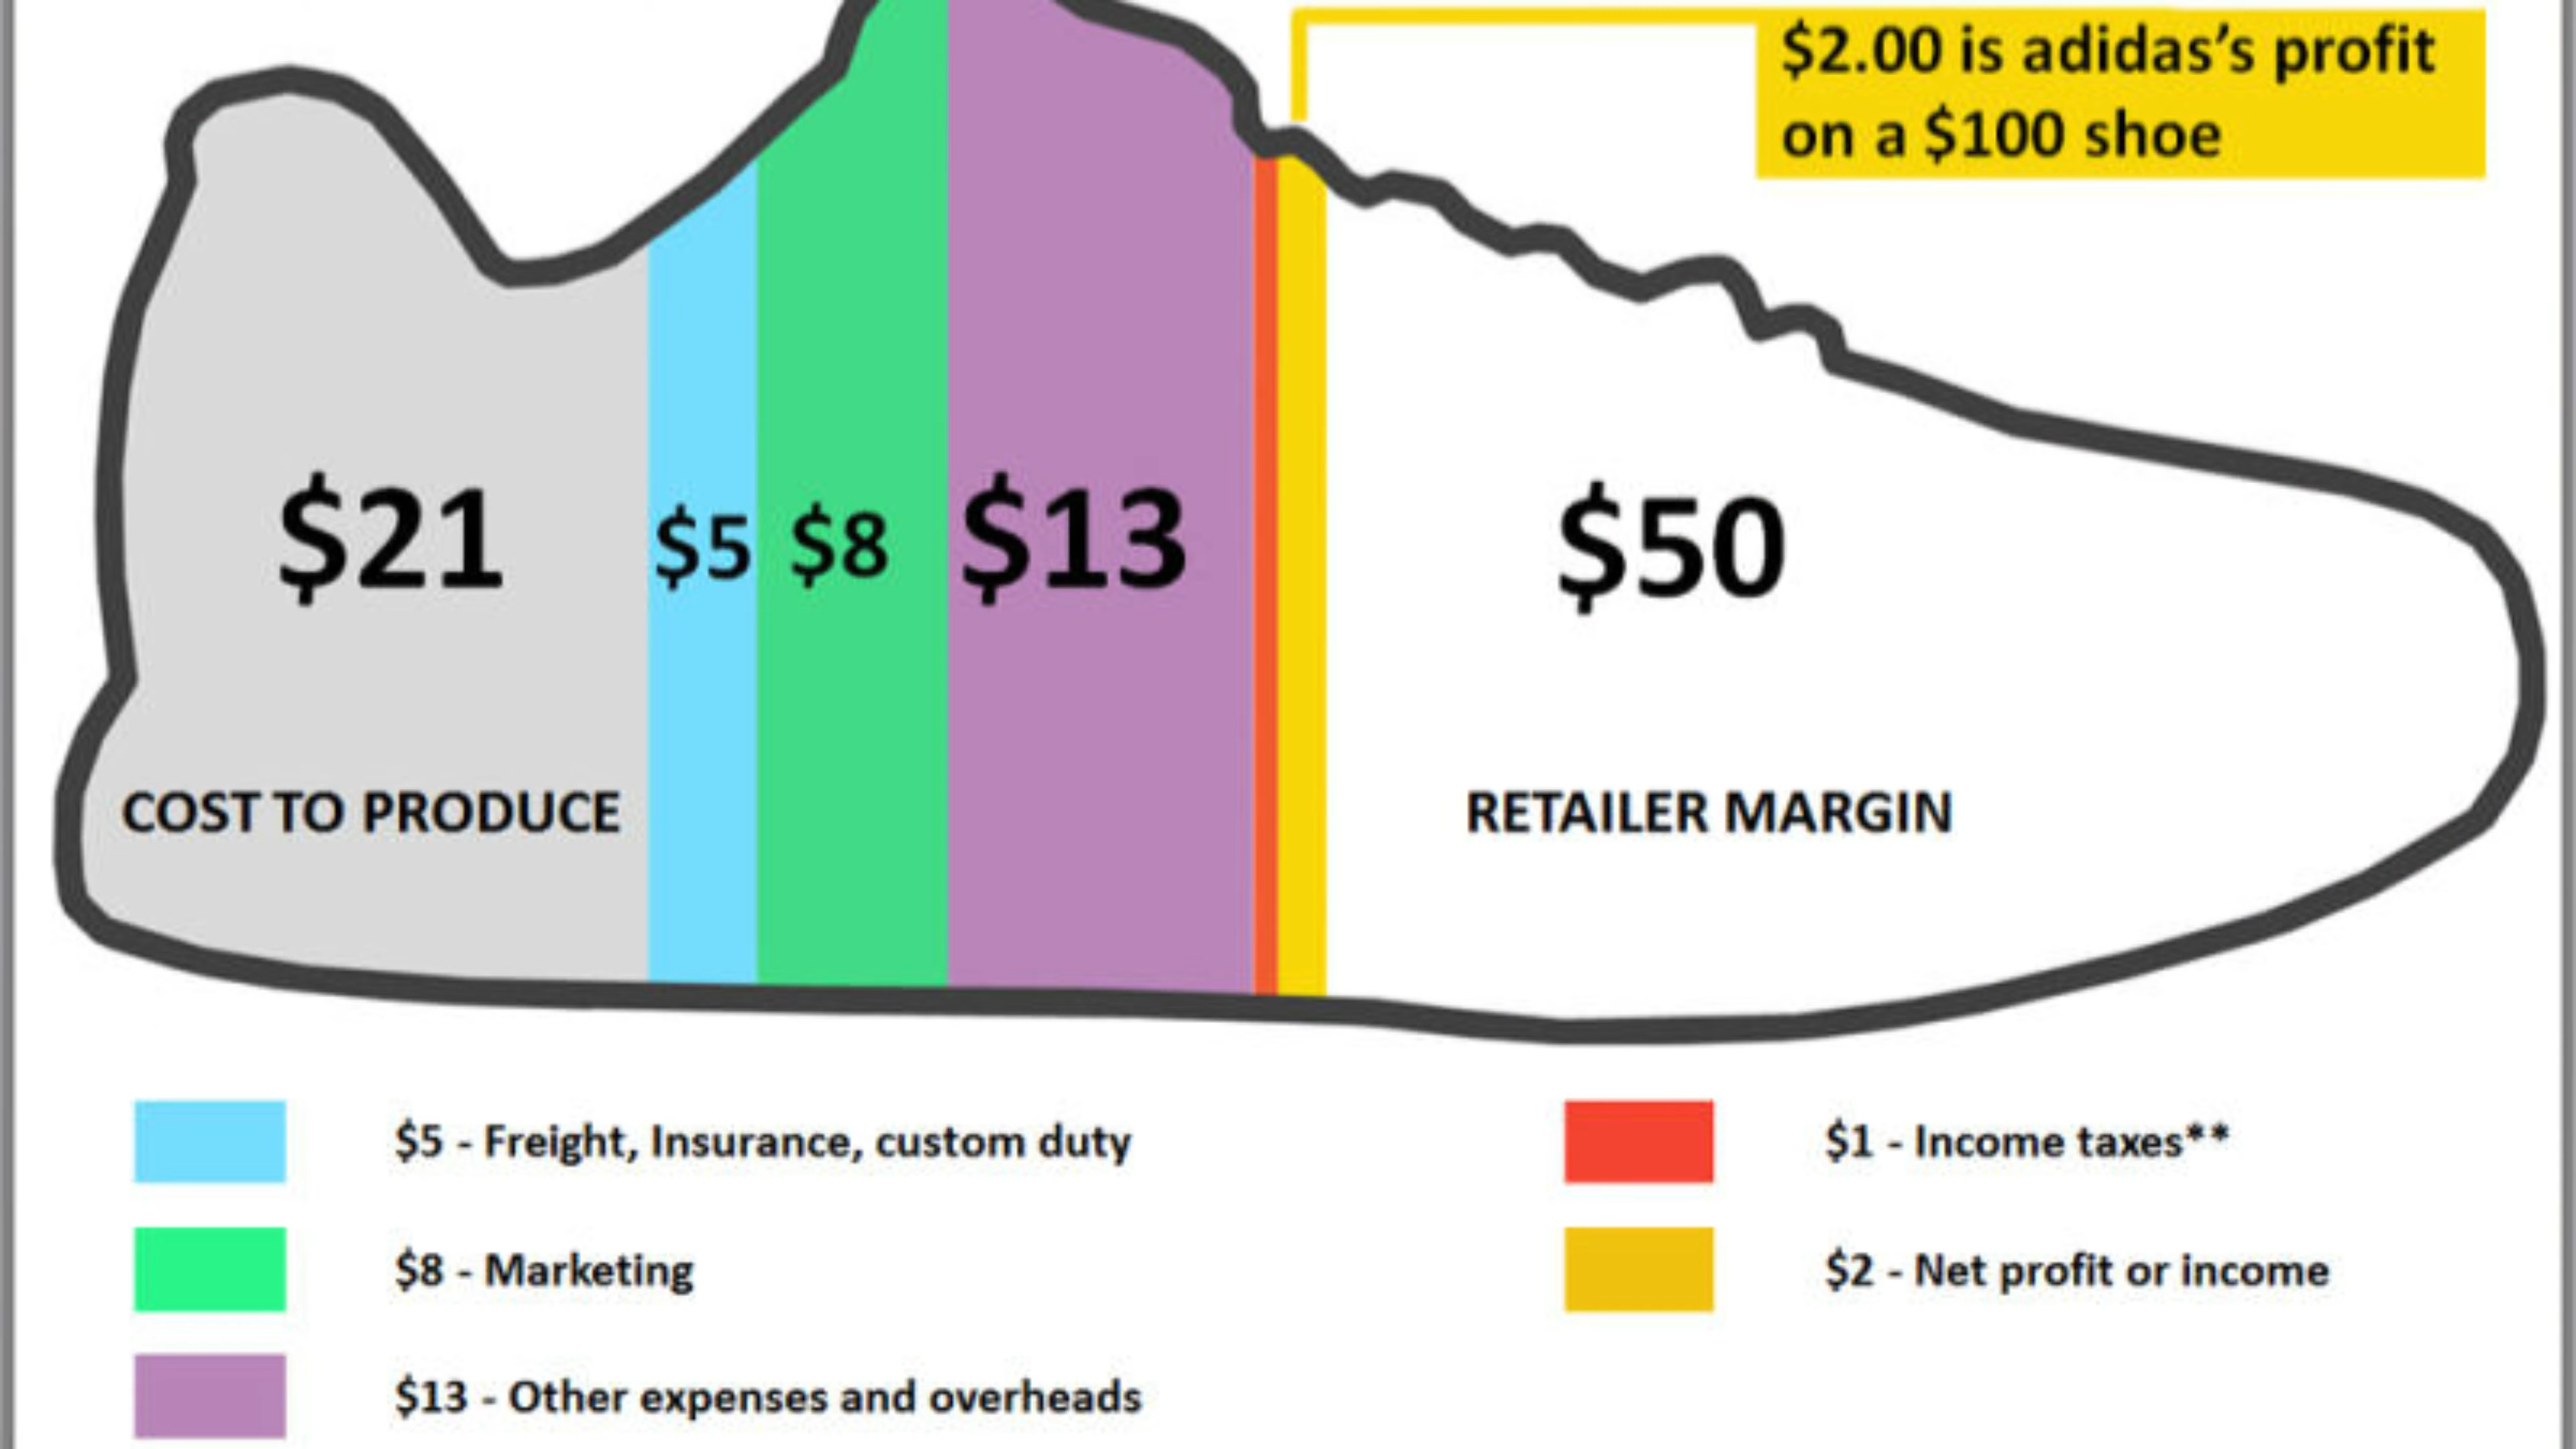 $2.00 is adidas’s profit
on a $100 shoe
$21
$5
$8
$13
$50
COST TO PRODUCE
RETAILER MARGIN
$5 - Freight, Insurance, custom duty
$1 - Income taxes**
$8 - Marketing
$2 - Net profit or income
$13 - Other expenses and overheads